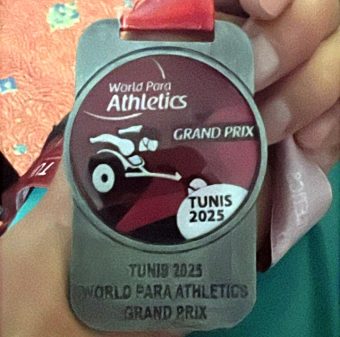 World Para
Athletics
GRAND PRIX
TUNIS
2025
TUNIS 2025
WORLD PARA ATHLETICS
GRAND PRIX